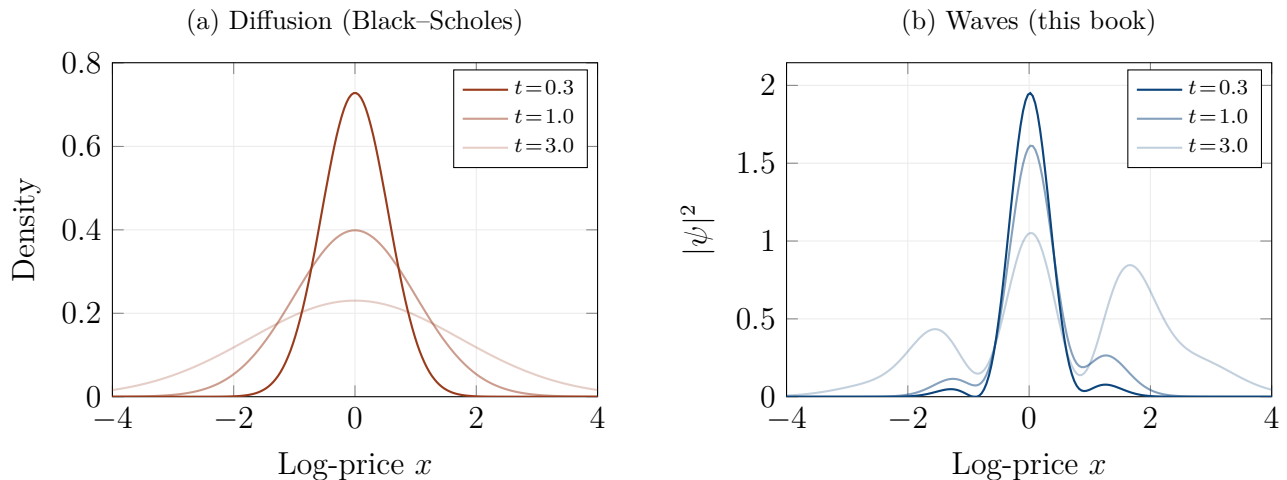 (a) Diffusion (Black–Scholes)
0.8
0.6
0.4
0.2
0
Density
−4
−2
0
2
4
Log-price x
t=0.3
t=1.0
t=3.0
(b) Waves (this book)
2
1.5
1
0.5
0
|ψ|²
−4
−2
0
2
4
Log-price x
t=0.3
t=1.0
t=3.0